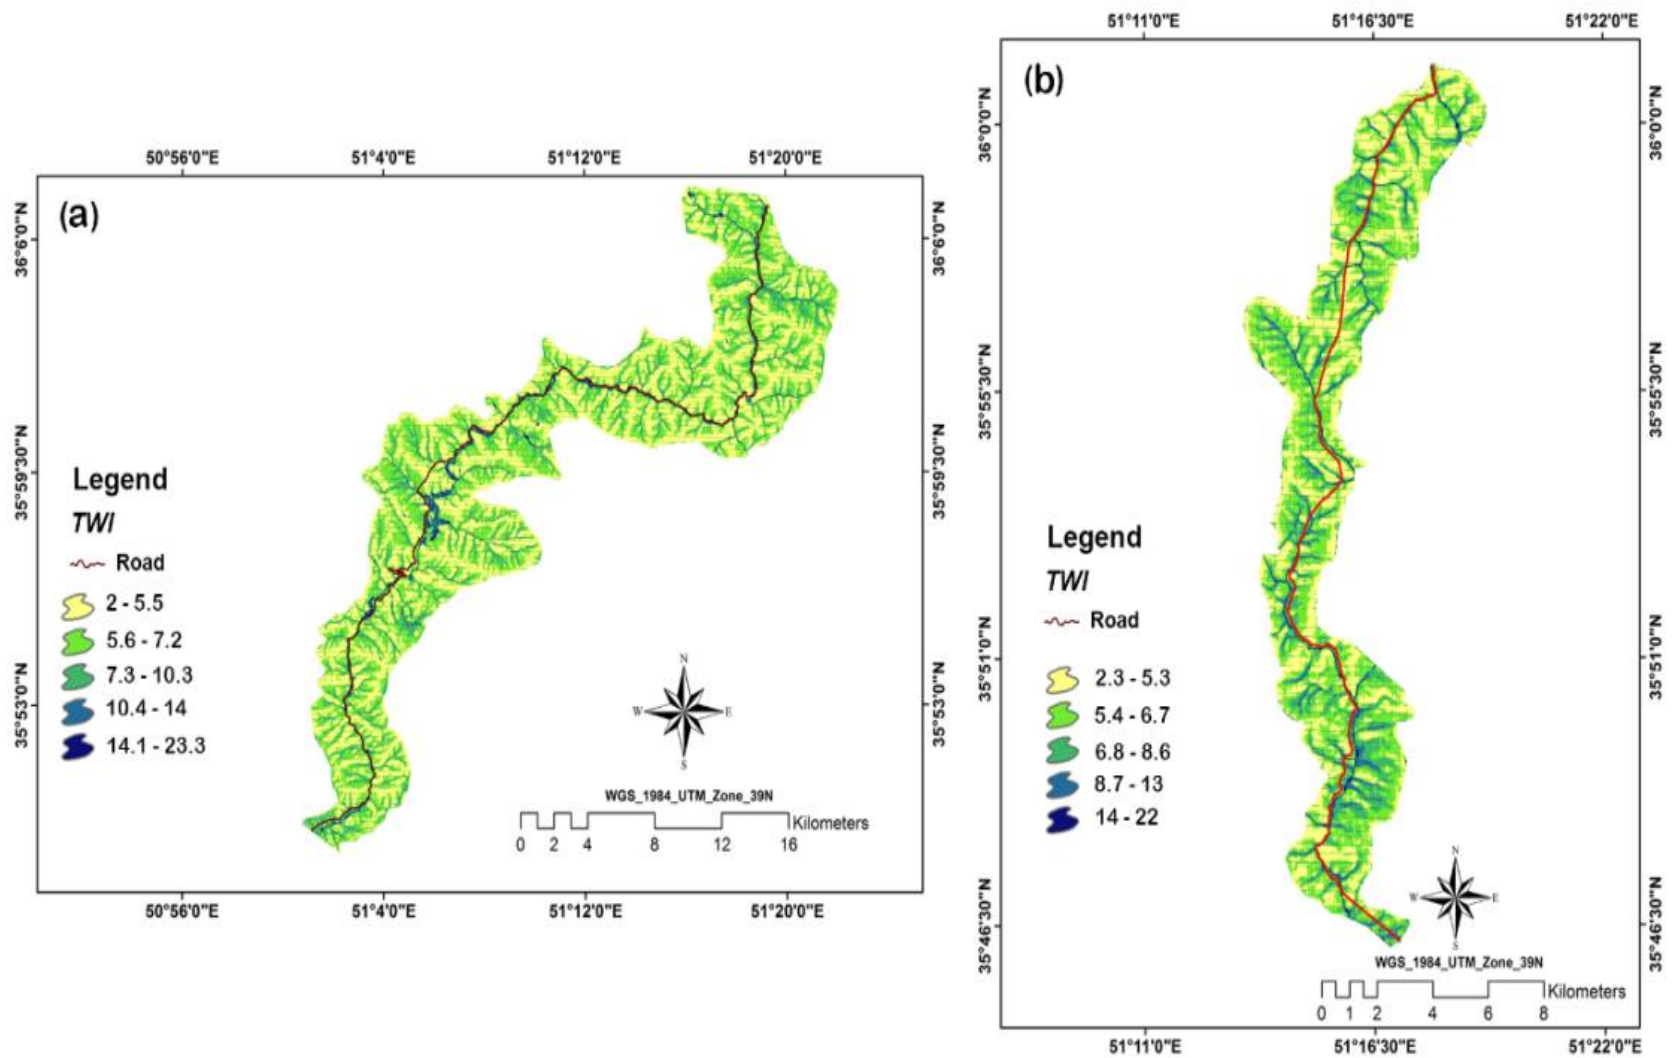 (a)
50°56'0"E 51°4'0"E 51°12'0"E 51°20'0"E
36°6'0"N
35°59'30"N
35°53'0"N
36°6'0"N
35°59'30"N
35°53'0"N
Legend
TWI
Road
2 - 5.5
5.6 - 7.2
7.3 - 10.3
10.4 - 14
14.1 - 23.3
N
W E
S
WGS_1984_UTM_Zone_39N
Kilometers
0 2 4 8 12 16
50°56'0"E 51°4'0"E 51°12'0"E 51°20'0"E
51°11'0"E 51°16'30"E 51°22'0"E
(b)
36°0'0"N
35°55'30"N
35°51'0"N
35°46'30"N
36°0'0"N
35°55'30"N
35°51'0"N
35°46'30"N
Legend
TWI
Road
2.3 - 5.3
5.4 - 6.7
6.8 - 8.6
8.7 - 13
14 - 22
N
W E
S
WGS_1984_UTM_Zone_39N
Kilometers
0 1 2 4 6 8
51°11'0"E 51°16'30"E 51°22'0"E